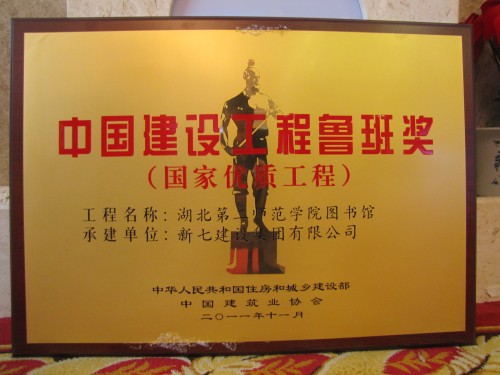 中国建设工程鲁班奖
（国家优质工程）
工程名称：湖北第二师范学院图书馆
承建单位：新七建设集团有限公司
中华人民共和国住房和城乡建设部
中国建筑业协会
二〇一一年十一月